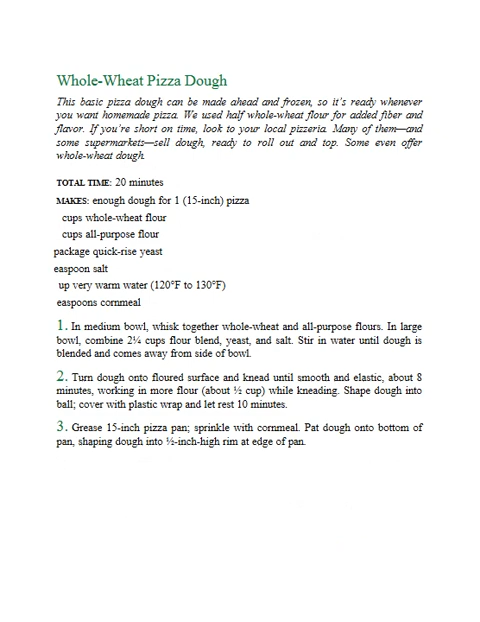 Whole-Wheat Pizza Dough
This basic pizza dough can be made ahead and frozen, so it's ready whenever
you want homemade pizza. We used half whole-wheat flour for added fiber and
flavor. If you're short on time, look to your local pizzeria. Many of them—and
some supermarkets—sell dough, ready to roll out and top. Some even offer
whole-wheat dough.
TOTAL TIME: 20 minutes
MAKES: enough dough for 1 (15-inch) pizza
cups whole-wheat flour
cups all-purpose flour
package quick-rise yeast
easpoon salt
up very warm water (120°F to 130°F)
easpoons cornmeal
1. In medium bowl, whisk together whole-wheat and all-purpose flours. In large
bowl, combine 2¼ cups flour blend, yeast, and salt. Stir in water until dough is
blended and comes away from side of bowl.
2. Turn dough onto floured surface and knead until smooth and elastic, about 8
minutes, working in more flour (about ½ cup) while kneading. Shape dough into
ball; cover with plastic wrap and let rest 10 minutes.
3. Grease 15-inch pizza pan; sprinkle with cornmeal. Pat dough onto bottom of
pan, shaping dough into ½-inch-high rim at edge of pan.